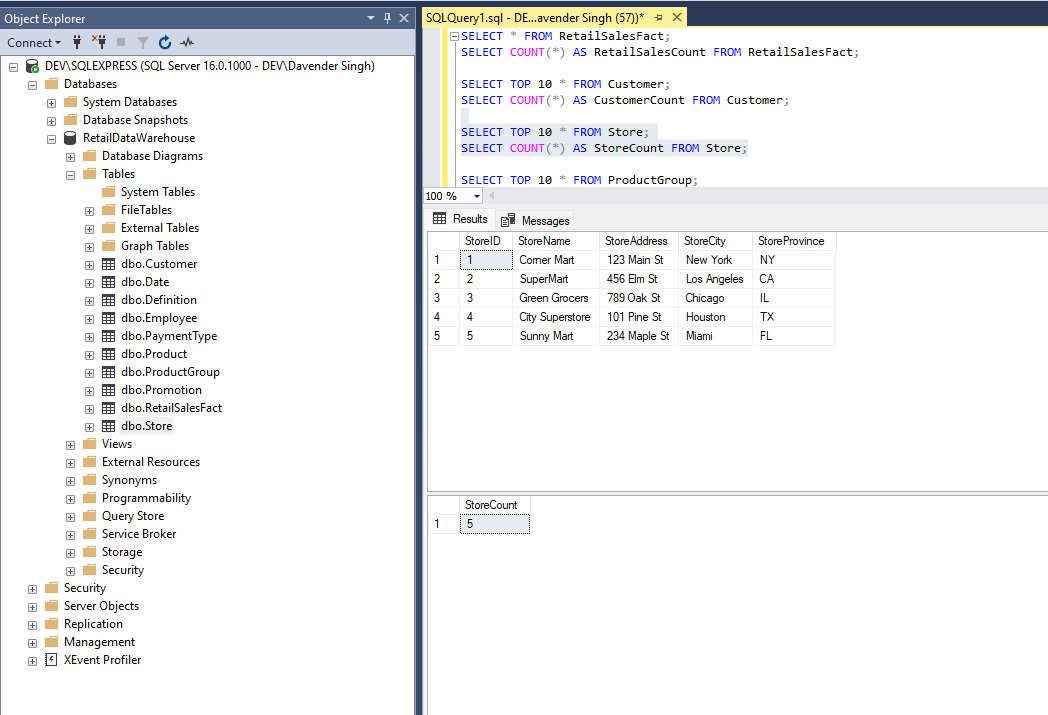 Object Explorer
Connect
DEV\SQLEXPRESS (SQL Server 16.0.1000 - DEV\Davender Singh)
Databases
System Databases
Database Snapshots
RetailDataWarehouse
Database Diagrams
Tables
System Tables
FileTables
External Tables
Graph Tables
dbo.Customer
dbo.Date
dbo.Definition
dbo.Employee
dbo.PaymentType
dbo.Product
dbo.ProductGroup
dbo.Promotion
dbo.RetailSalesFact
dbo.Store
Views
External Resources
Synonyms
Programmability
Query Store
Service Broker
Storage
Security
Security
Server Objects
Replication
Management
XEvent Profiler
SQLQuery1.sql - DE...avender Singh (57))*
SELECT * FROM RetailSalesFact;
SELECT COUNT(*) AS RetailSalesCount FROM RetailSalesFact;
SELECT TOP 10 * FROM Customer;
SELECT COUNT(*) AS CustomerCount FROM Customer;
SELECT TOP 10 * FROM Store;
SELECT COUNT(*) AS StoreCount FROM Store;
SELECT TOP 10 * FROM ProductGroup;
100 %
Results Messages
StoreID StoreName StoreAddress StoreCity StoreProvince
1 1 Corner Mart 123 Main St New York NY
2 2 SuperMart 456 Elm St Los Angeles CA
3 3 Green Grocers 789 Oak St Chicago IL
4 4 City Superstore 101 Pine St Houston TX
5 5 Sunny Mart 234 Maple St Miami FL
StoreCount
1 5